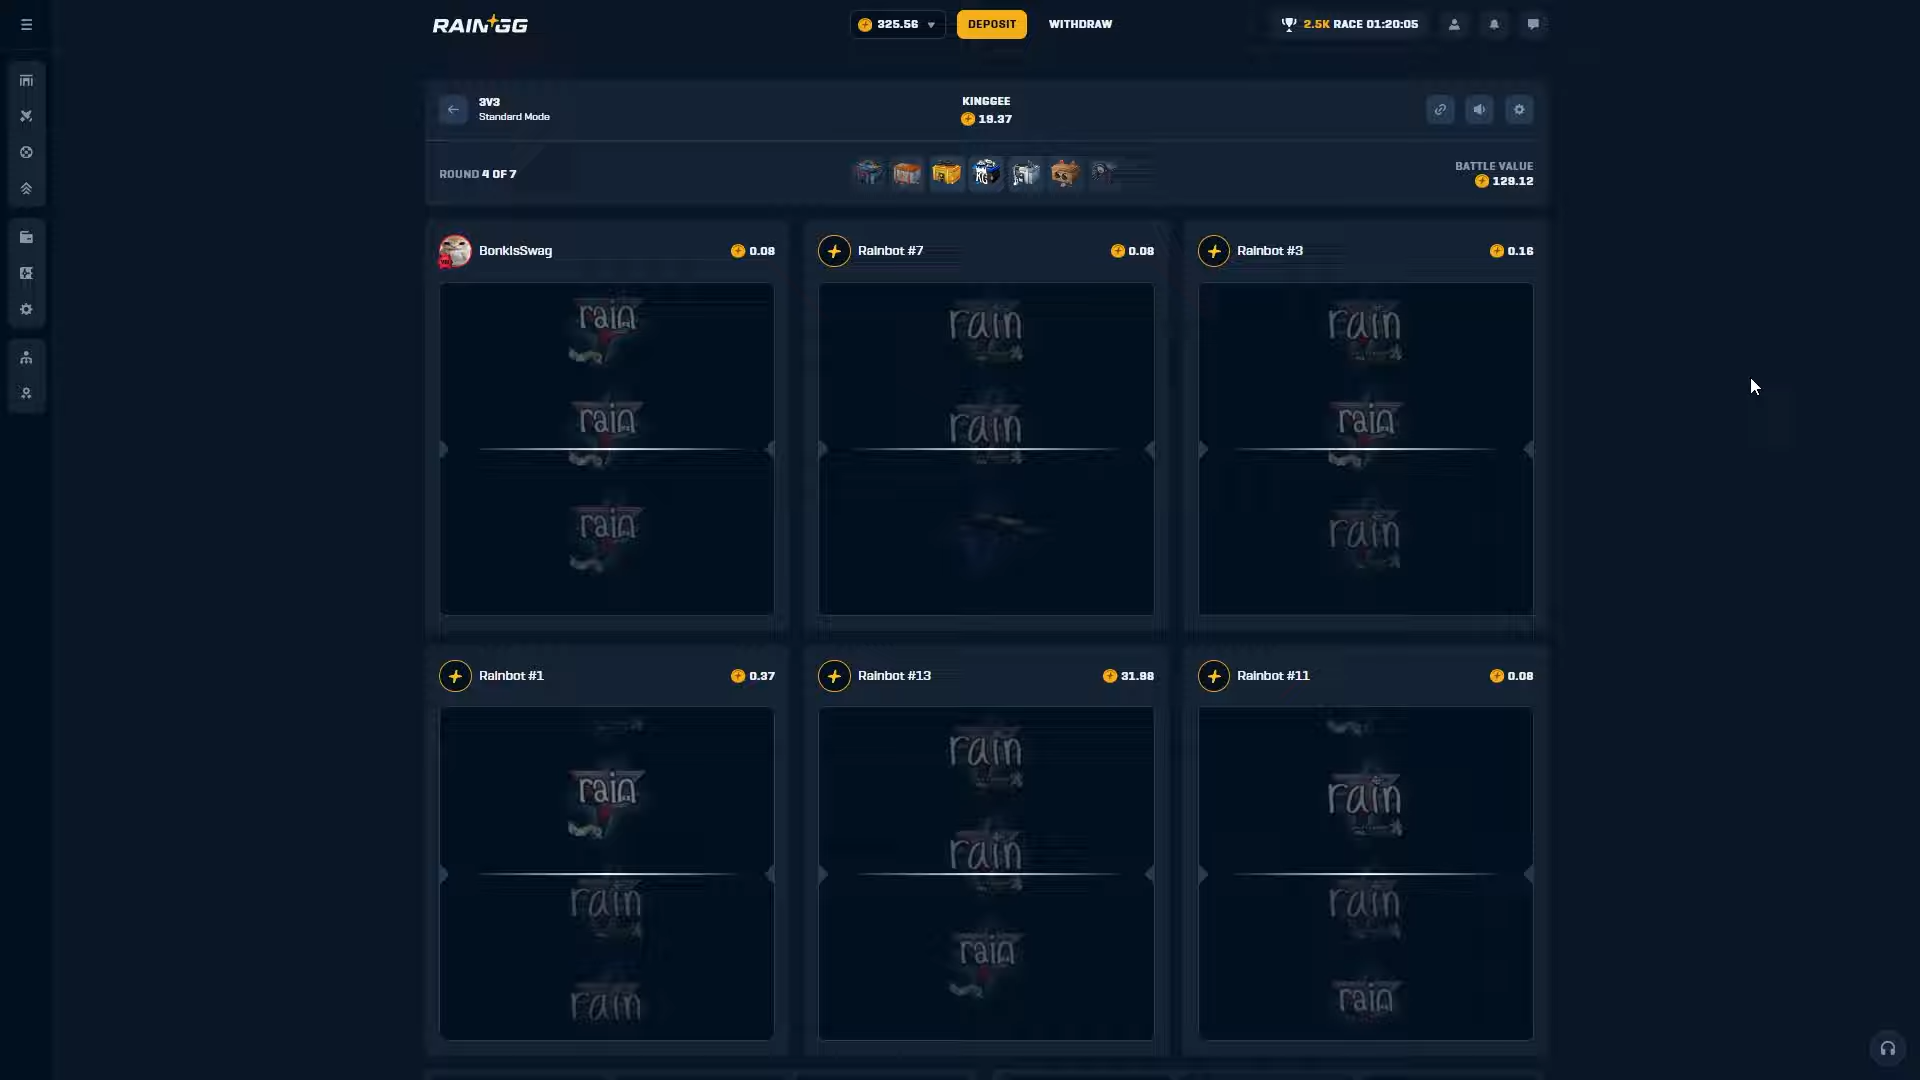 RAIN GG
325.56
DEPOSIT
WITHDRAW
2.5K RACE 01:20:05
3V3
Standard Mode
KINGGEE
19.37
ROUND 4 OF 7
BATTLE VALUE
129.12
BonkIsSwag
0.08
Rainbot #7
0.08
Rainbot #3
0.16
rain
rain
rain
rain
rain
rain
rain
rain
Rainbot #1
0.37
Rainbot #13
31.98
Rainbot #11
0.08
rain
rain
rain
rain
rain
rain
rain
rain
rain